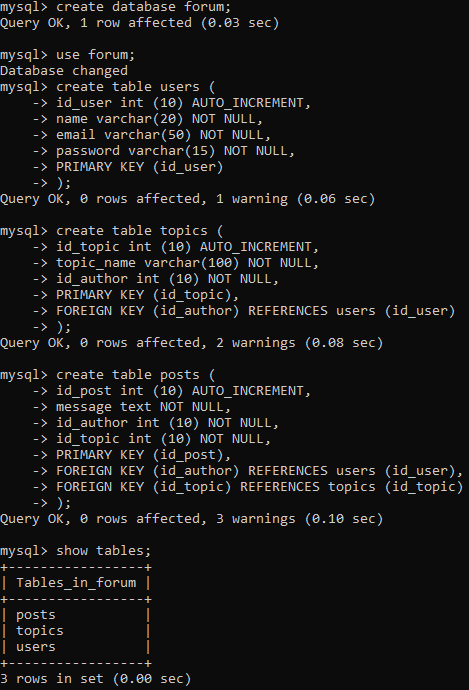 mysql> create database forum;
Query OK, 1 row affected (0.03 sec)
mysql> use forum;
Database changed
mysql> create table users (
    -> id_user int (10) AUTO_INCREMENT,
    -> name varchar(20) NOT NULL,
    -> email varchar(50) NOT NULL,
    -> password varchar(15) NOT NULL,
    -> PRIMARY KEY (id_user)
    -> );
Query OK, 0 rows affected, 1 warning (0.06 sec)
mysql> create table topics (
    -> id_topic int (10) AUTO_INCREMENT,
    -> topic_name varchar(100) NOT NULL,
    -> id_author int (10) NOT NULL,
    -> PRIMARY KEY (id_topic),
    -> FOREIGN KEY (id_author) REFERENCES users (id_user)
    -> );
Query OK, 0 rows affected, 2 warnings (0.08 sec)
mysql> create table posts (
    -> id_post int (10) AUTO_INCREMENT,
    -> message text NOT NULL,
    -> id_author int (10) NOT NULL,
    -> id_topic int (10) NOT NULL,
    -> PRIMARY KEY (id_post),
    -> FOREIGN KEY (id_author) REFERENCES users (id_user),
    -> FOREIGN KEY (id_topic) REFERENCES topics (id_topic)
    -> );
Query OK, 0 rows affected, 3 warnings (0.10 sec)
mysql> show tables;
+-----------------+
| Tables_in_forum |
+-----------------+
| posts           |
| topics          |
| users           |
+-----------------+
3 rows in set (0.00 sec)